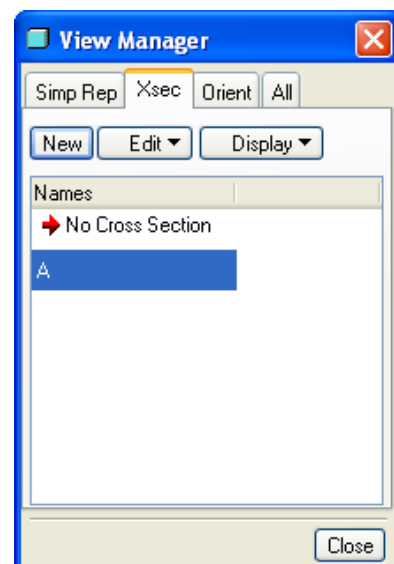 View Manager
Simp Rep Xsec Orient All
New Edit Display
Names
No Cross Section
A
Close